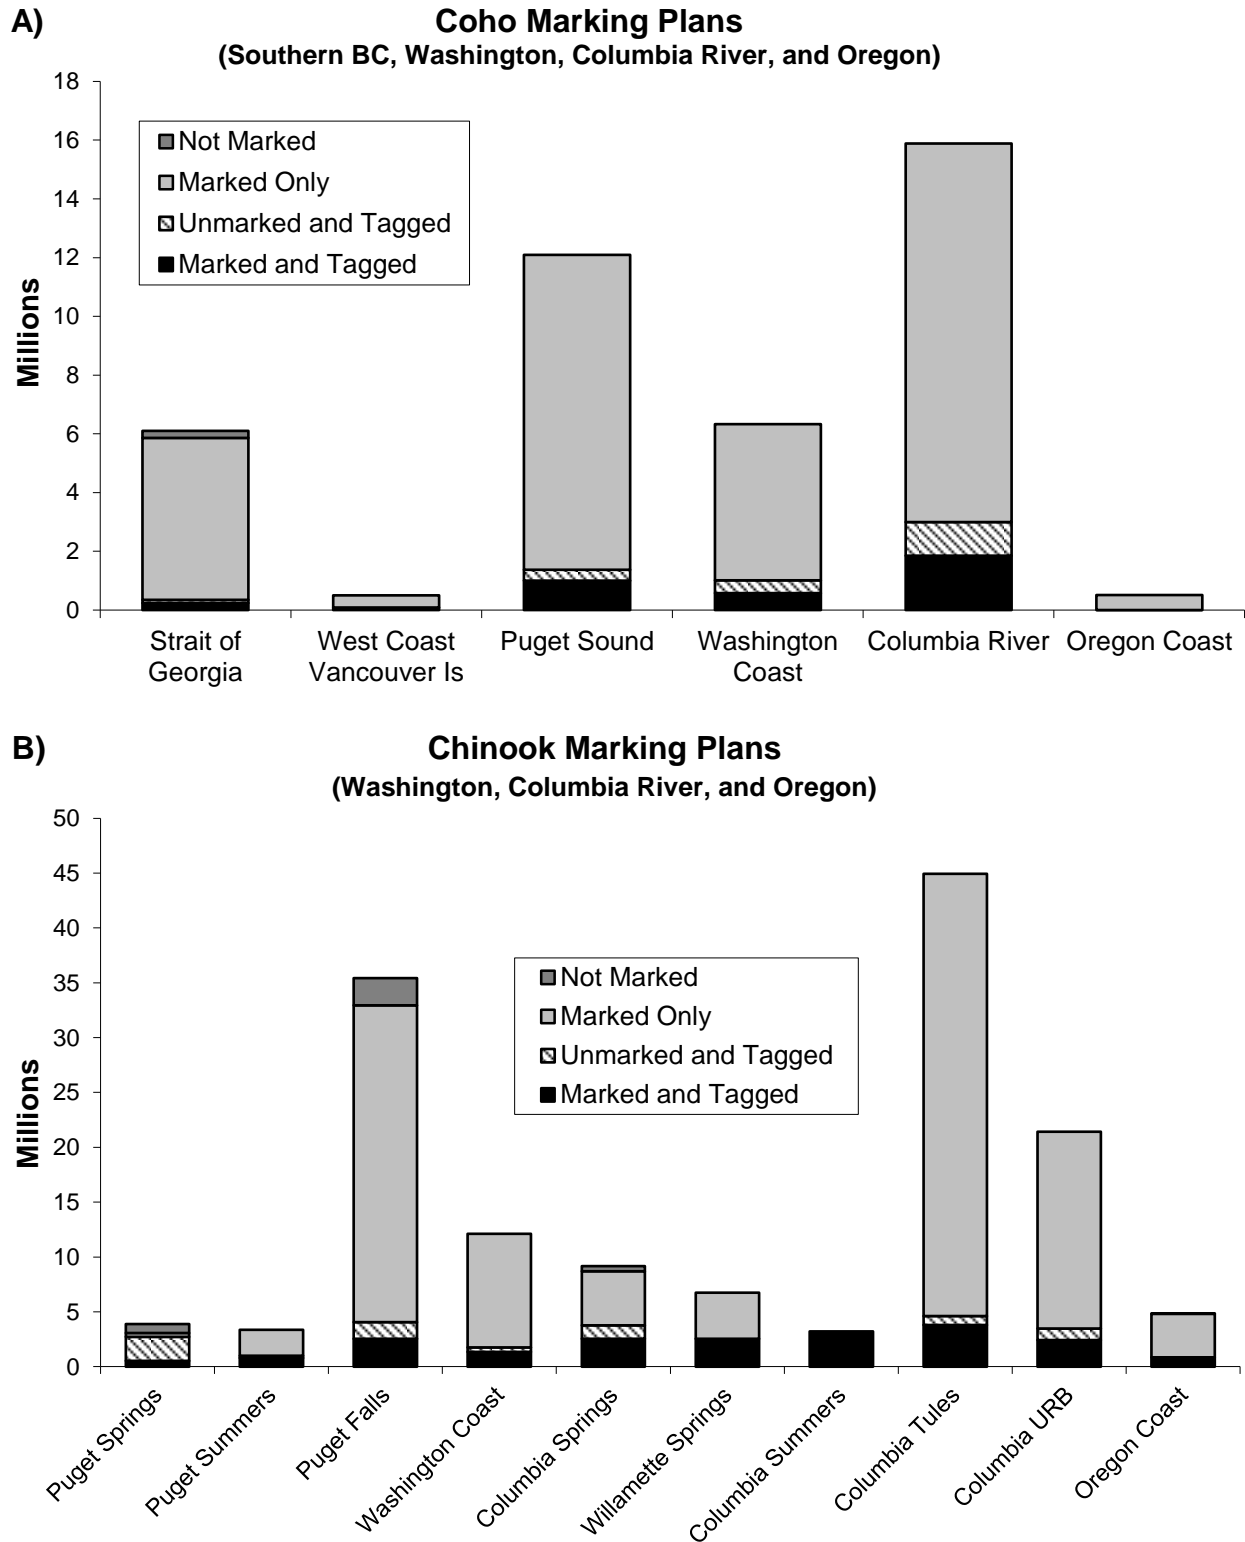 A)
Coho Marking Plans
(Southern BC, Washington, Columbia River, and Oregon)
18
16
14
12
10
8
6
4
2
0
Millions
Not Marked
Marked Only
Unmarked and Tagged
Marked and Tagged
Strait of
Georgia
West Coast
Vancouver Is
Puget Sound
Washington
Coast
Columbia River
Oregon Coast
B)
Chinook Marking Plans
(Washington, Columbia River, and Oregon)
50
45
40
35
30
25
20
15
10
5
0
Millions
Not Marked
Marked Only
Unmarked and Tagged
Marked and Tagged
Puget Springs
Puget Summers
Puget Falls
Washington Coast
Columbia Springs
Willamette Springs
Columbia Summers
Columbia Tules
Columbia URB
Oregon Coast